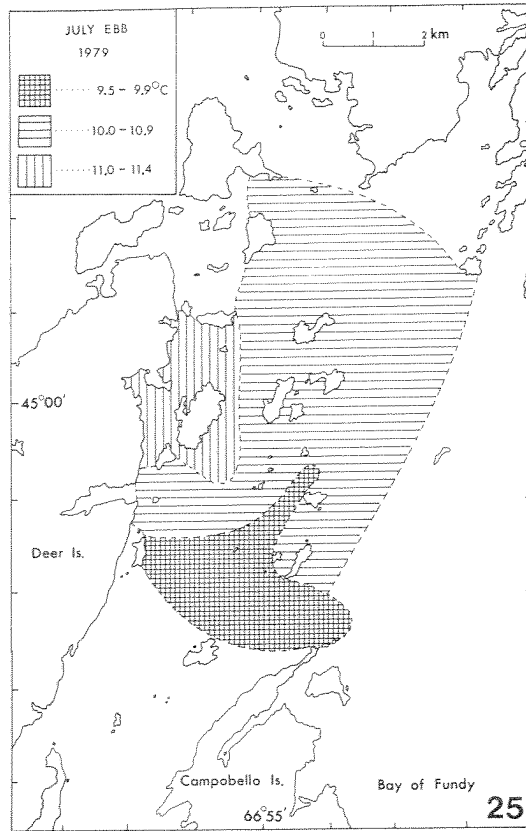 JULY EBB
1979
9.5 - 9.9°C
10.0 - 10.9
11.0 - 11.4
0 1 2 km
45°00'
Deer Is.
Campobello Is.
Bay of Fundy
66°55'
25